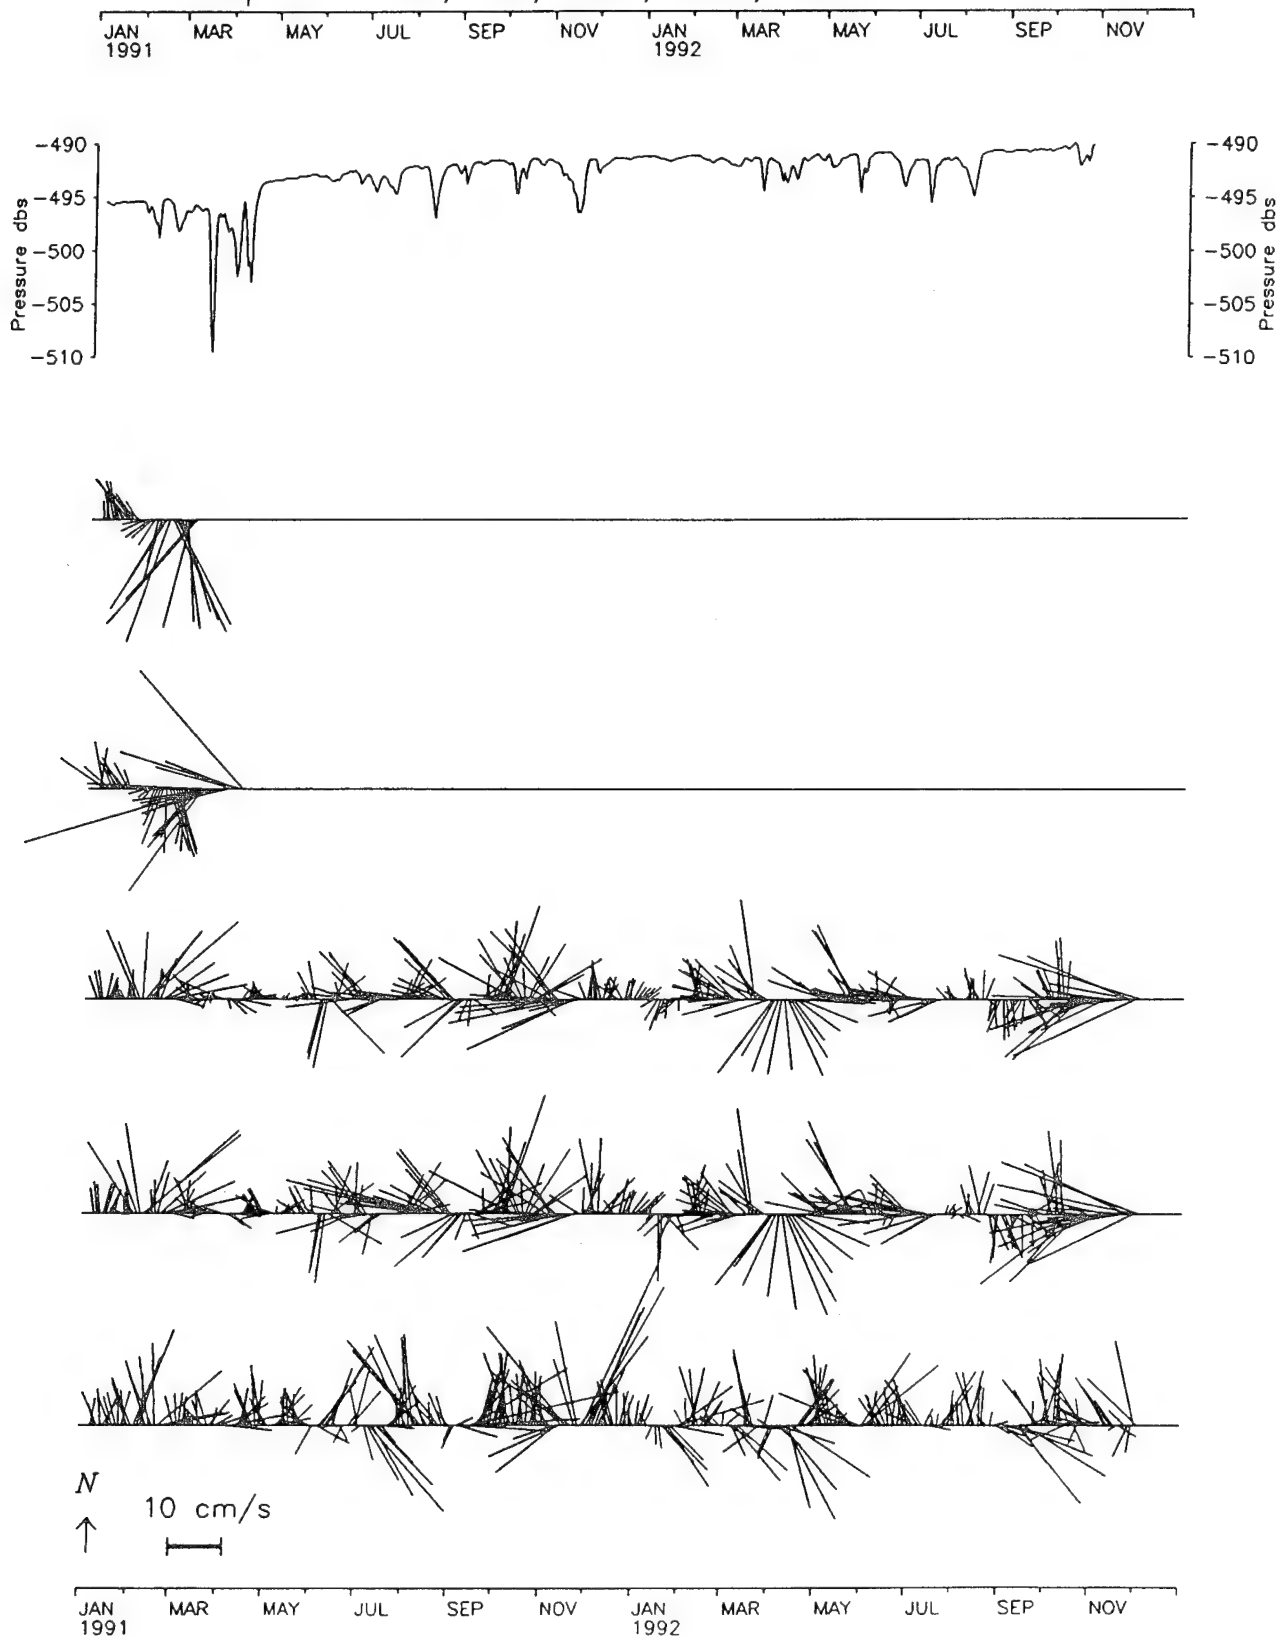 JAN MAR MAY JUL SEP NOV JAN MAR MAY JUL SEP NOV
1991 1992
-490 -490
-495 -495
-500 -500
-505 -505
-510 -510
Pressure dbs
Pressure dbs
N
10 cm/s
JAN MAR MAY JUL SEP NOV JAN MAR MAY JUL SEP NOV
1991 1992